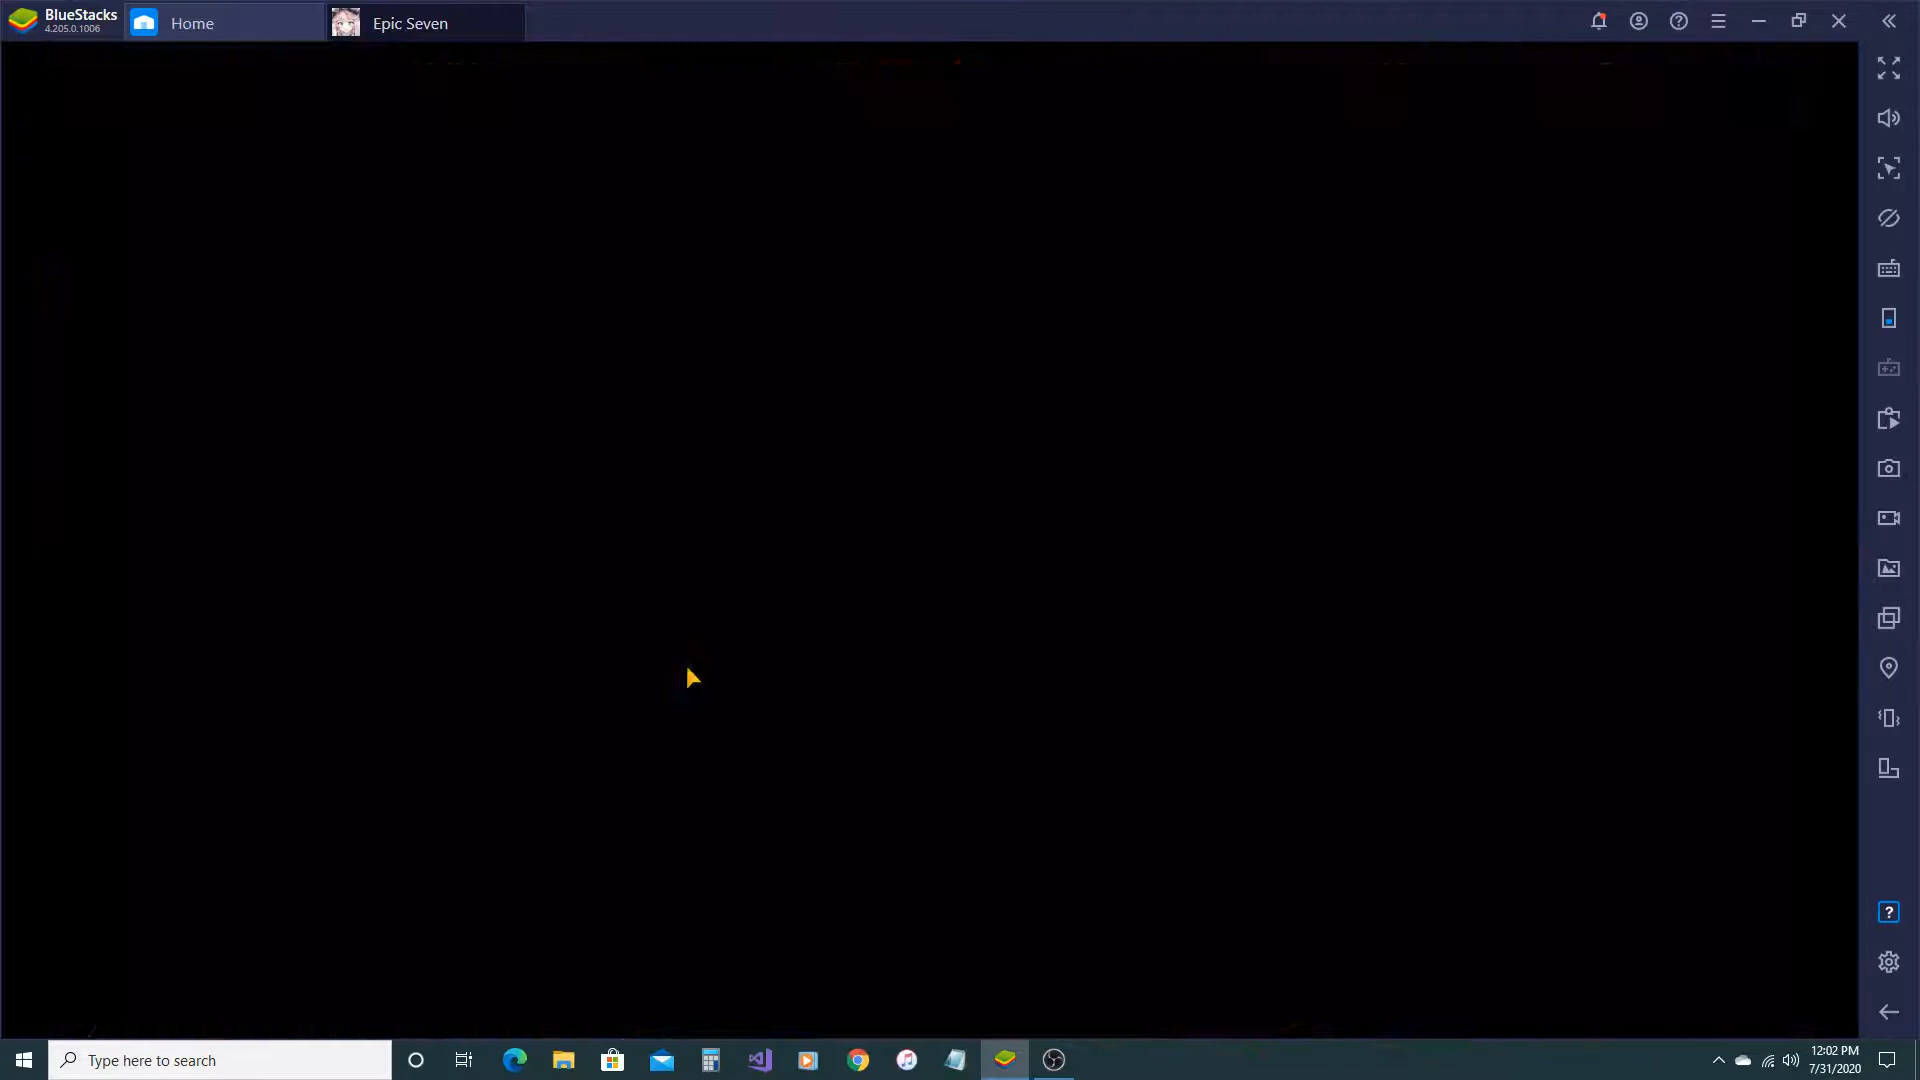 BlueStacks
4.205.0.1006
Home
Epic Seven
Type here to search
12:02 PM
7/31/2020